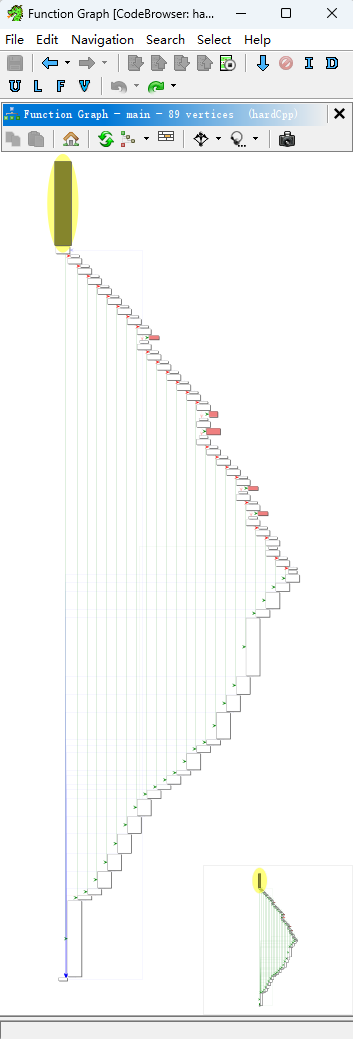 Function Graph [CodeBrowser: ha...
File Edit Navigation Search Select Help
I D
U L F V
Function Graph - main - 89 vertices (hardCpp)